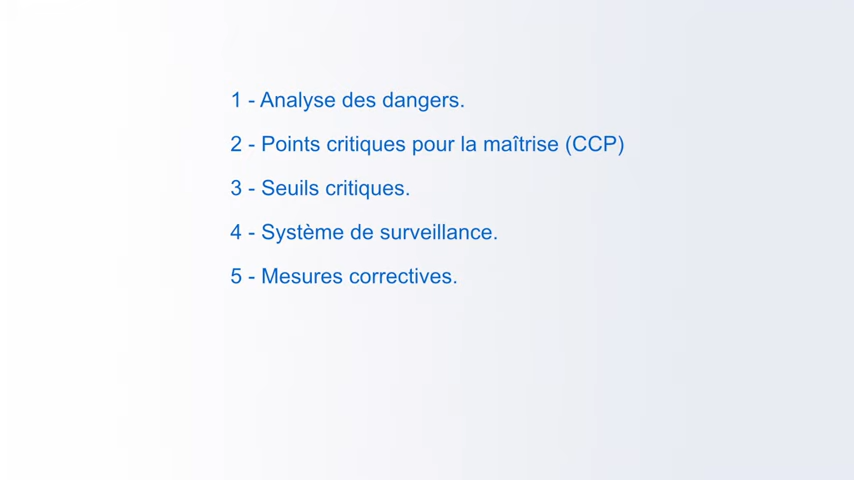 1 - Analyse des dangers.
2 - Points critiques pour la maîtrise (CCP)
3 - Seuils critiques.
4 - Système de surveillance.
5 - Mesures correctives.